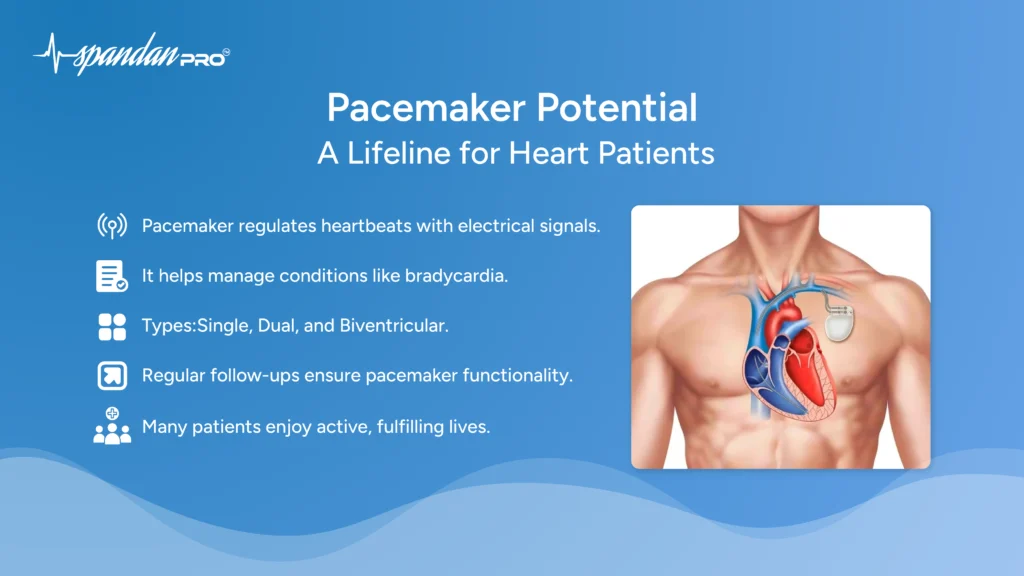 spandan PRO™
Pacemaker Potential
A Lifeline for Heart Patients
Pacemaker regulates heartbeats with electrical signals.
It helps manage conditions like bradycardia.
Types:Single, Dual, and Biventricular.
Regular follow-ups ensure pacemaker functionality.
Many patients enjoy active, fulfilling lives.